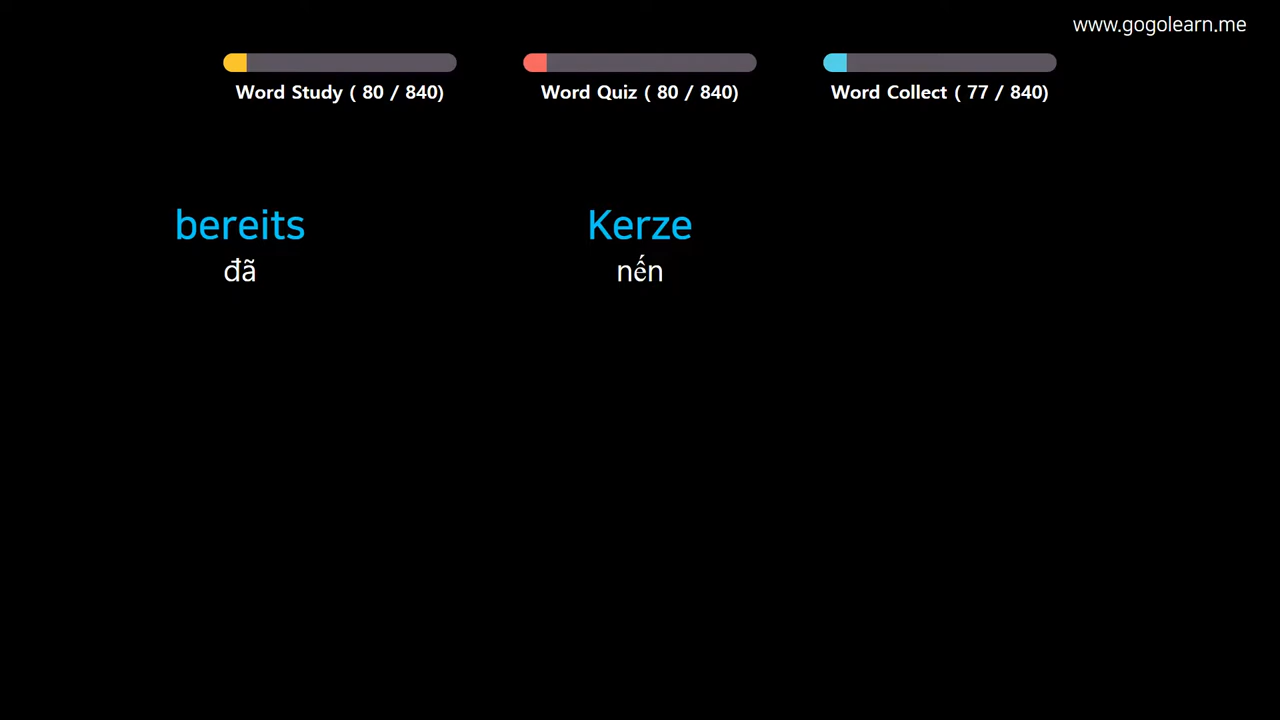 www.gogolearn.me
Word Study ( 80 / 840)
Word Quiz ( 80 / 840)
Word Collect ( 77 / 840)
bereits
đã
Kerze
nến